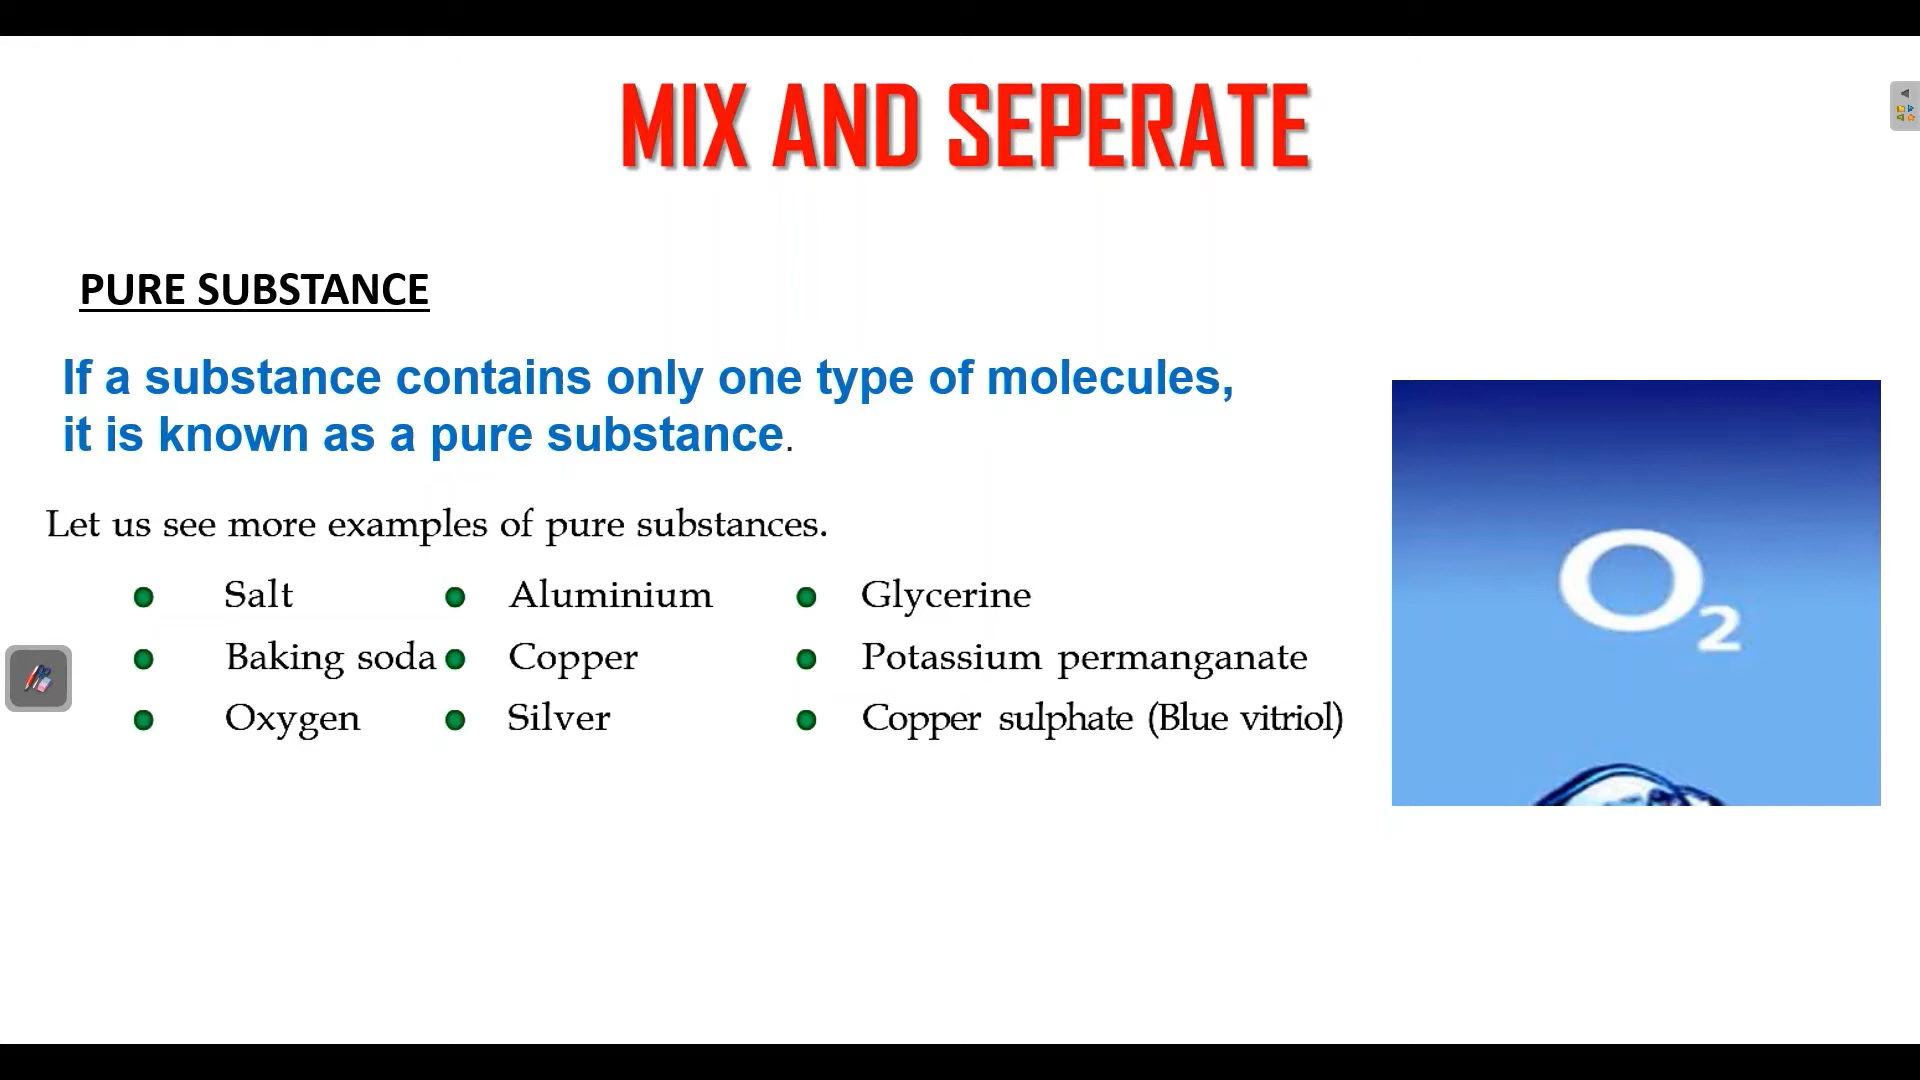 MIX AND SEPERATE
PURE SUBSTANCE
If a substance contains only one type of molecules,
it is known as a pure substance.
Let us see more examples of pure substances.
Salt Aluminium Glycerine
Baking soda Copper Potassium permanganate
Oxygen Silver Copper sulphate (Blue vitriol)
O2